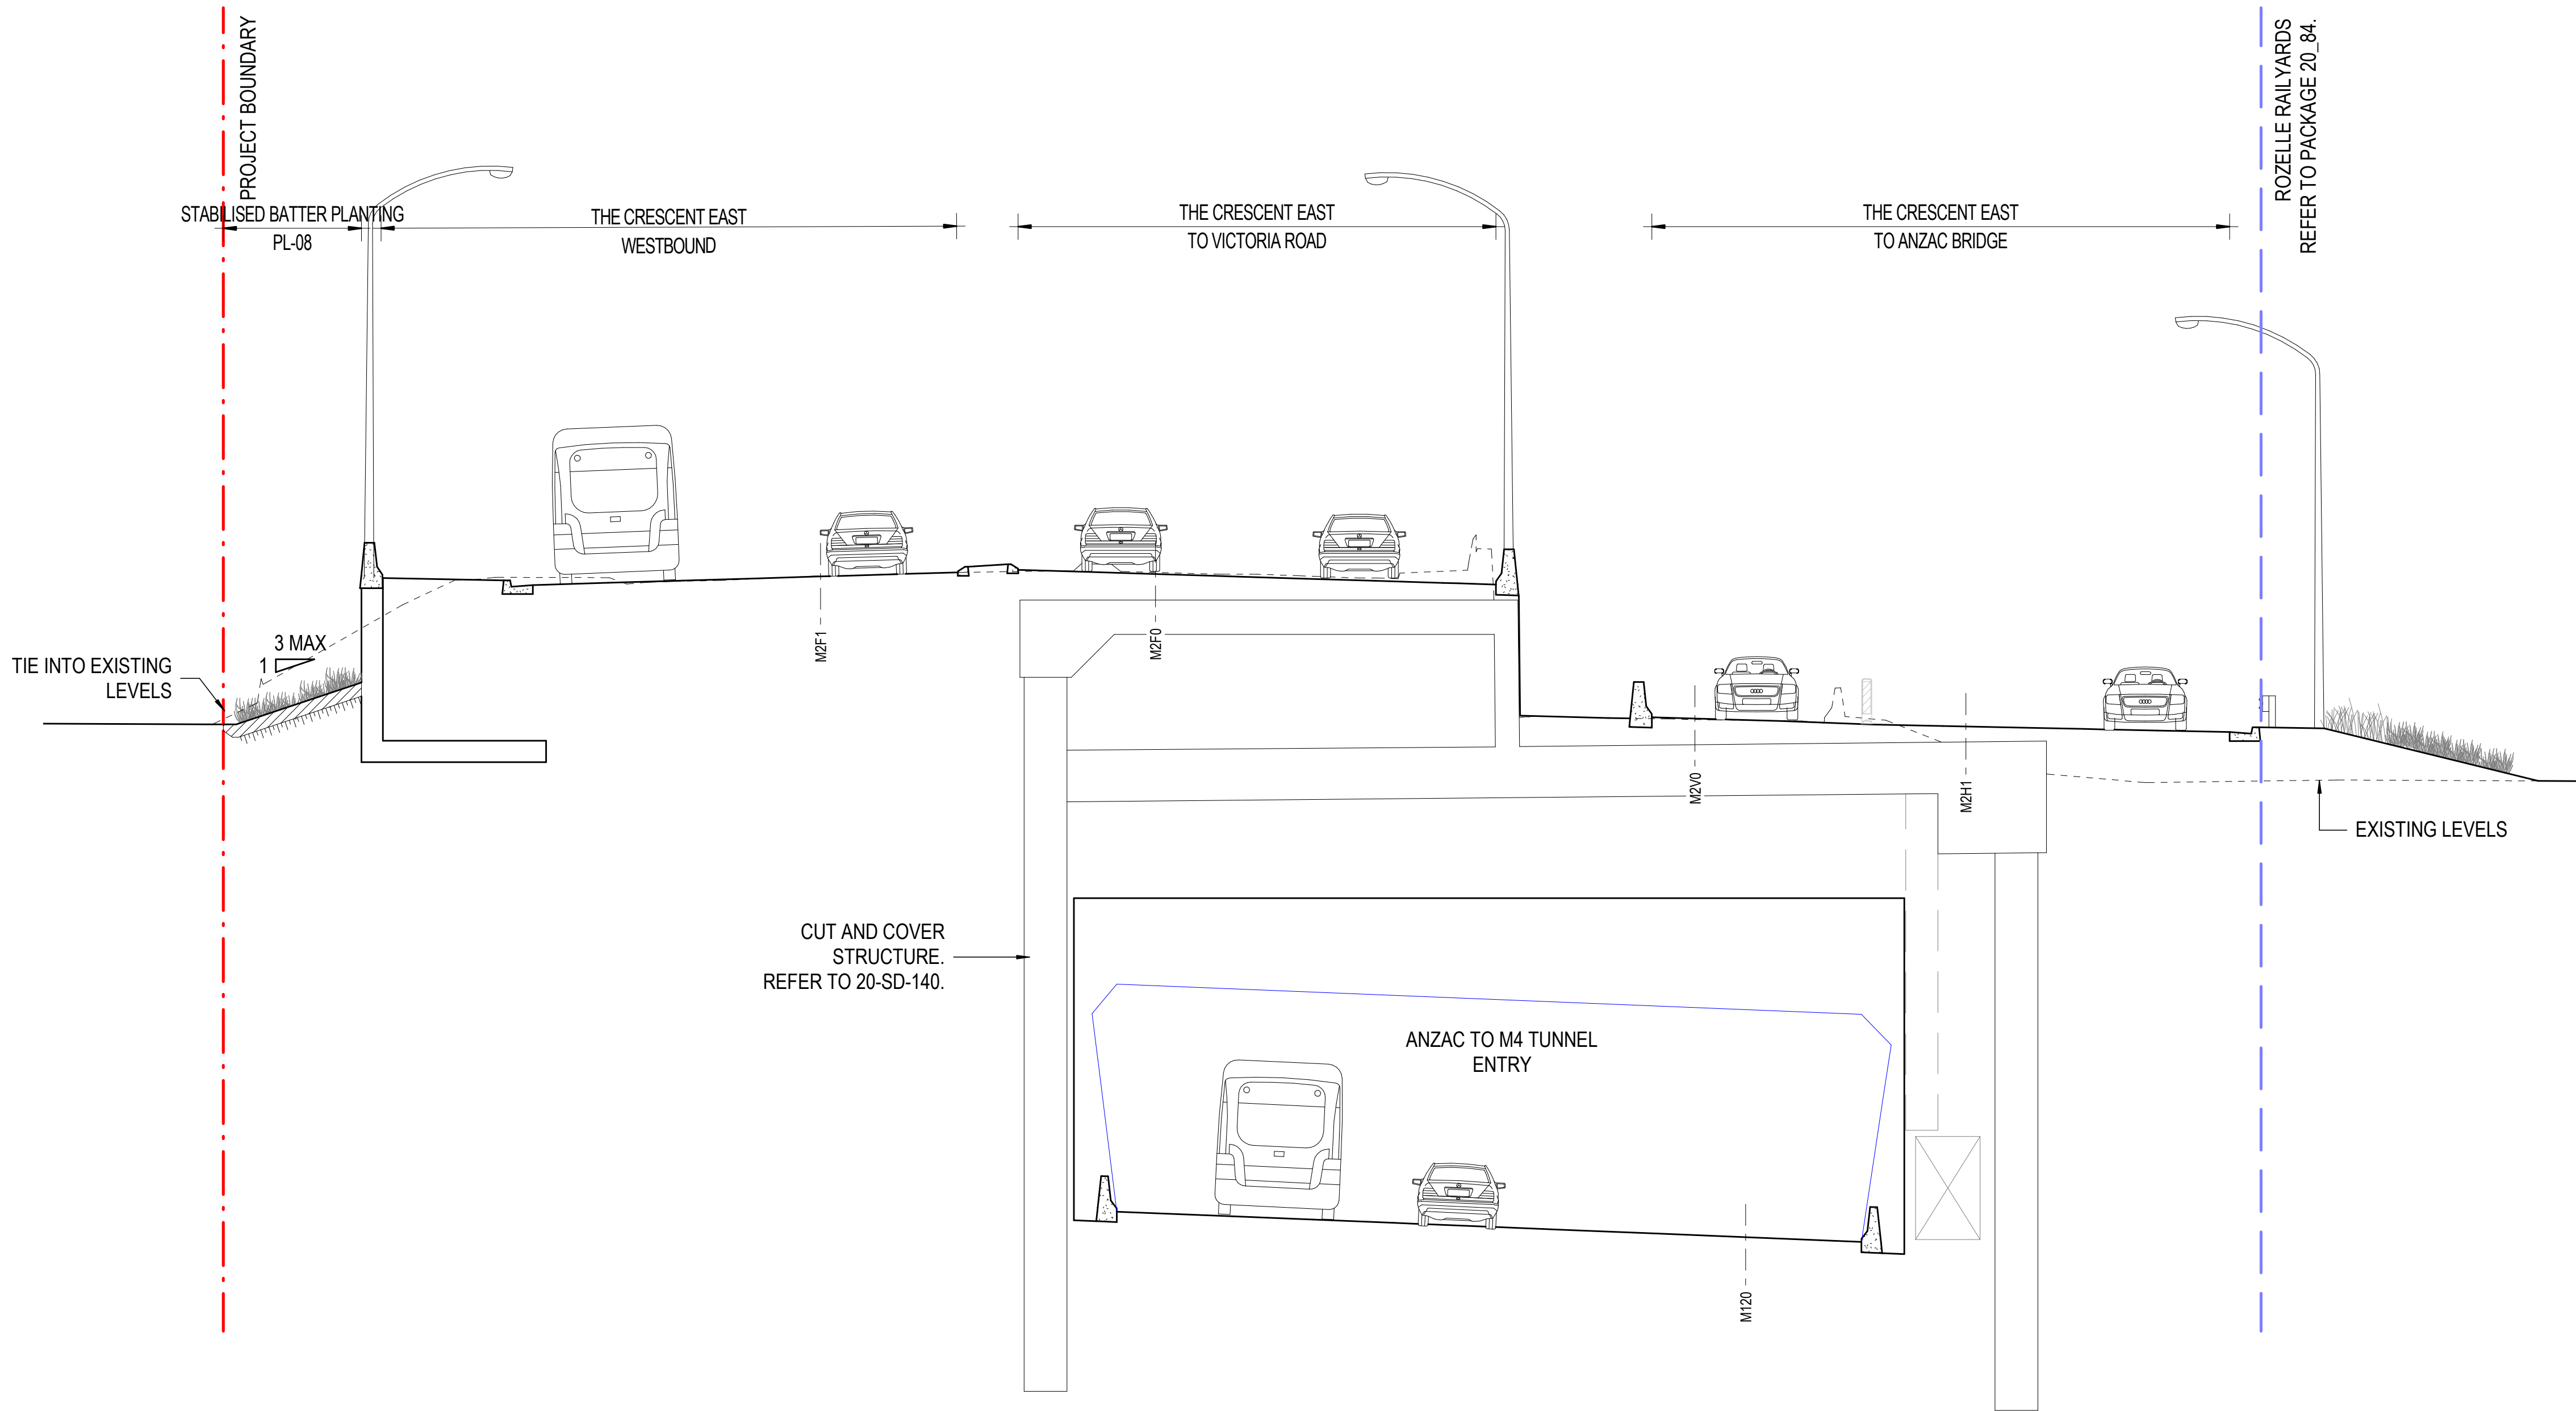 PROJECT BOUNDARY
ROZELLE RAILYARDS
REFER TO PACKAGE 20_84.
STABILISED BATTER PLANTING
PL-08
THE CRESCENT EAST
WESTBOUND
THE CRESCENT EAST
TO VICTORIA ROAD
THE CRESCENT EAST
TO ANZAC BRIDGE
3 MAX
1
TIE INTO EXISTING
LEVELS
M2F1
M2F0
M2V0
M2H1
EXISTING LEVELS
CUT AND COVER
STRUCTURE.
REFER TO 20-SD-140.
ANZAC TO M4 TUNNEL
ENTRY
M120